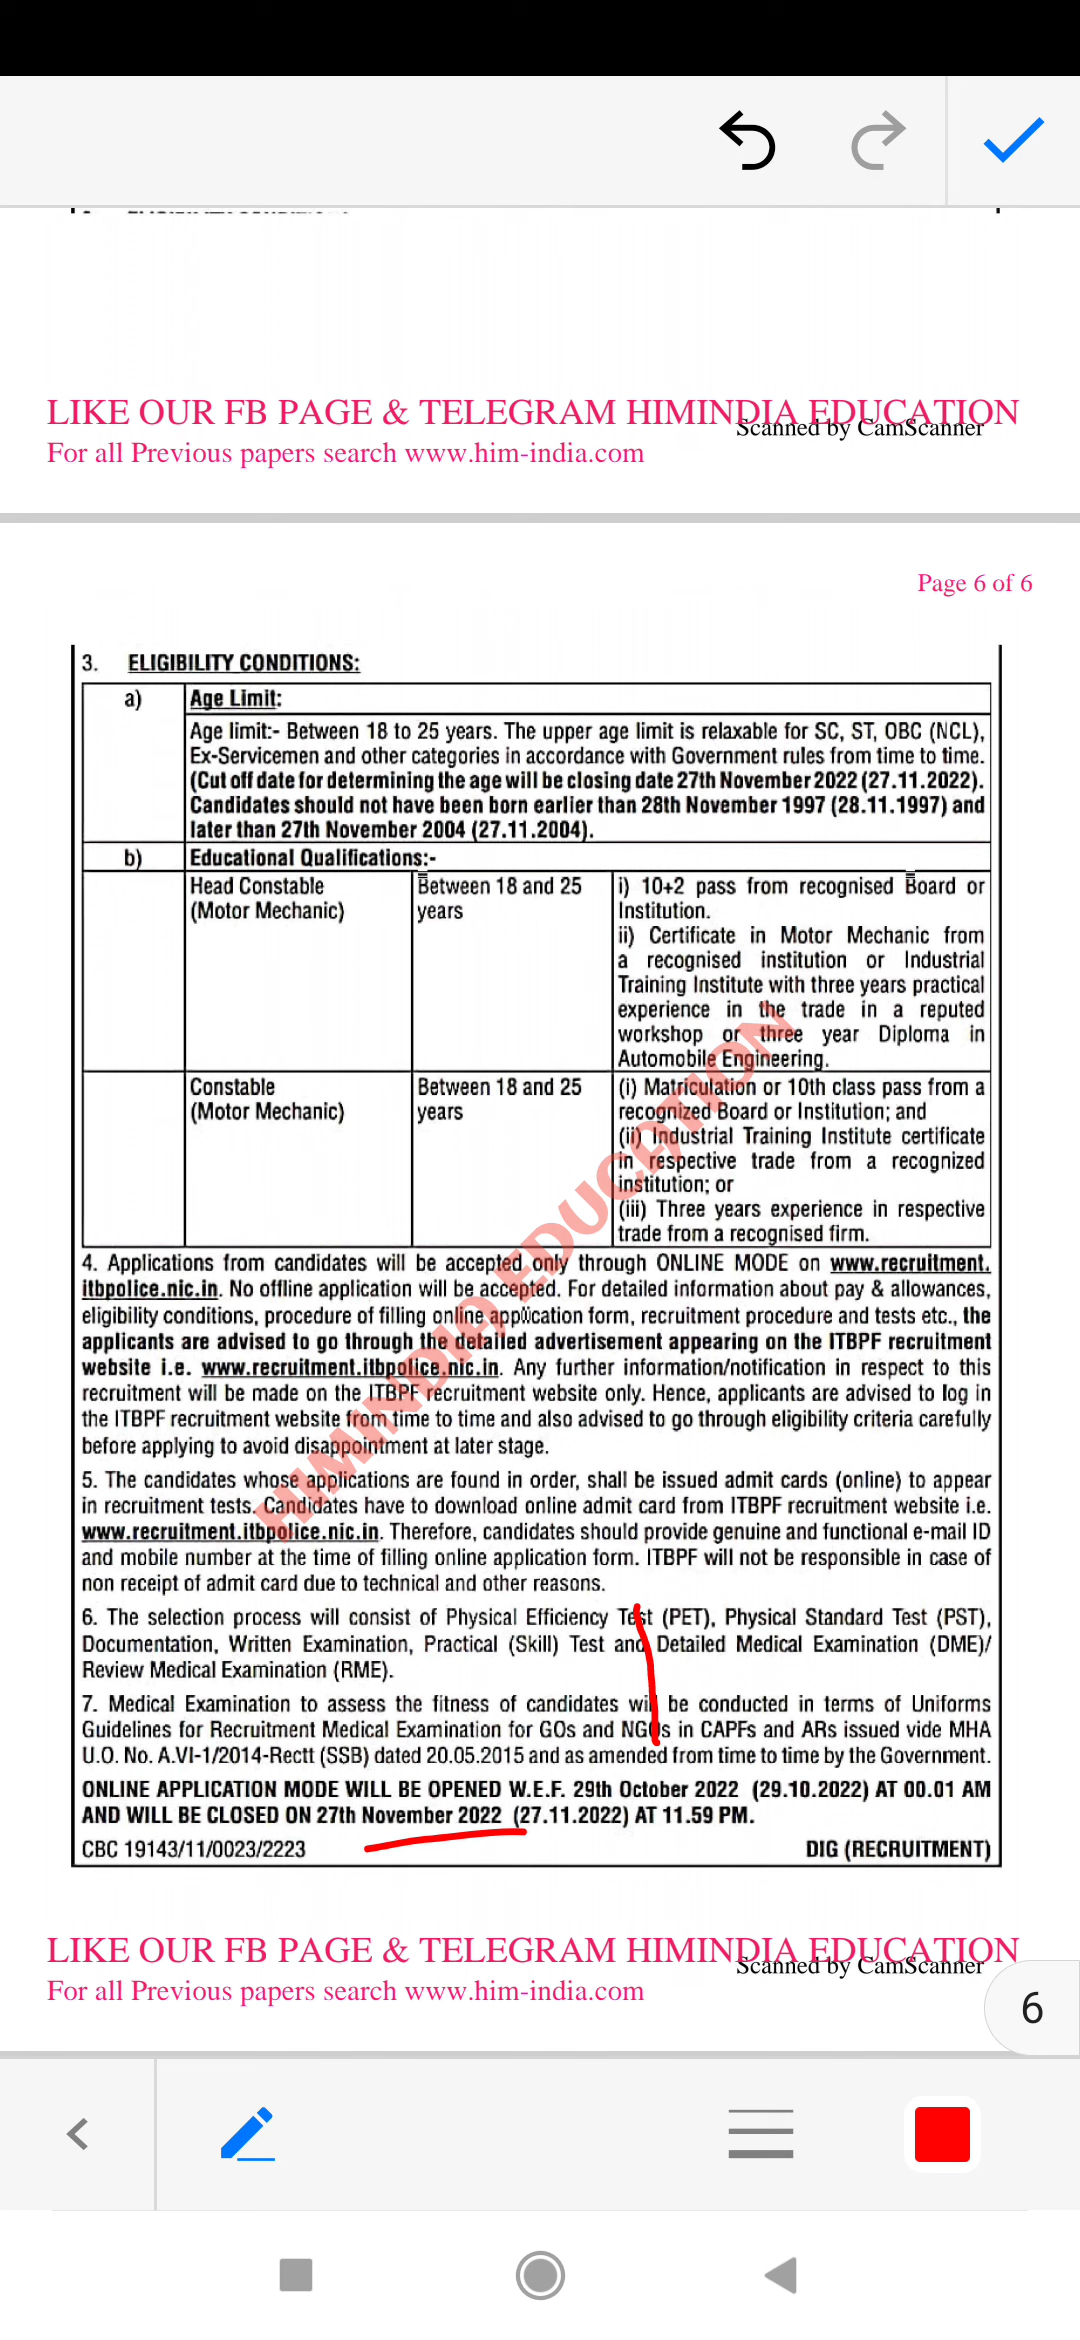 LIKE OUR FB PAGE & TELEGRAM HIMINDIA EDUCATION
Scanned by CamScanner
For all Previous papers search www.him-india.com
Page 6 of 6
3. ELIGIBILITY CONDITIONS:
a) Age Limit:
Age limit:- Between 18 to 25 years. The upper age limit is relaxable for SC, ST, OBC (NCL),
Ex-Servicemen and other categories in accordance with Government rules from time to time.
(Cut off date for determining the age will be closing date 27th November 2022 (27.11.2022).
Candidates should not have been born earlier than 28th November 1997 (28.11.1997) and
later than 27th November 2004 (27.11.2004).
b) Educational Qualifications:-
Head Constable
(Motor Mechanic)
Between 18 and 25
years
i) 10+2 pass from recognised Board or
Institution.
ii) Certificate in Motor Mechanic from
a recognised institution or Industrial
Training Institute with three years practical
experience in the trade in a reputed
workshop or three year Diploma in
Automobile Engineering.
Constable
(Motor Mechanic)
Between 18 and 25
years
(i) Matriculation or 10th class pass from a
recognized Board or Institution; and
(ii) Industrial Training Institute certificate
in respective trade from a recognized
institution; or
(iii) Three years experience in respective
trade from a recognised firm.
4. Applications from candidates will be accepted only through ONLINE MODE on www.recruitment.
itbpolice.nic.in. No offline application will be accepted. For detailed information about pay & allowances,
eligibility conditions, procedure of filling online application form, recruitment procedure and tests etc., the
applicants are advised to go through the detailed advertisement appearing on the ITBPF recruitment
website i.e. www.recruitment.itbpolice.nic.in. Any further information/notification in respect to this
recruitment will be made on the ITBPF recruitment website only. Hence, applicants are advised to log in
the ITBPF recruitment website from time to time and also advised to go through eligibility criteria carefully
before applying to avoid disappointment at later stage.
5. The candidates whose applications are found in order, shall be issued admit cards (online) to appear
in recruitment tests. Candidates have to download online admit card from ITBPF recruitment website i.e.
www.recruitment.itbpolice.nic.in. Therefore, candidates should provide genuine and functional e-mail ID
and mobile number at the time of filling online application form. ITBPF will not be responsible in case of
non receipt of admit card due to technical and other reasons.
6. The selection process will consist of Physical Efficiency Test (PET), Physical Standard Test (PST),
Documentation, Written Examination, Practical (Skill) Test and Detailed Medical Examination (DME)/
Review Medical Examination (RME).
7. Medical Examination to assess the fitness of candidates will be conducted in terms of Uniforms
Guidelines for Recruitment Medical Examination for GOs and NGOs in CAPFs and ARs issued vide MHA
U.O. No. A.VI-1/2014-Rectt (SSB) dated 20.05.2015 and as amended from time to time by the Government.
ONLINE APPLICATION MODE WILL BE OPENED W.E.F. 29th October 2022 (29.10.2022) AT 00.01 AM
AND WILL BE CLOSED ON 27th November 2022 (27.11.2022) AT 11.59 PM.
CBC 19143/11/0023/2223 DIG (RECRUITMENT)
HIMINDIA EDUCATION
LIKE OUR FB PAGE & TELEGRAM HIMINDIA EDUCATION
Scanned by CamScanner
For all Previous papers search www.him-india.com
6